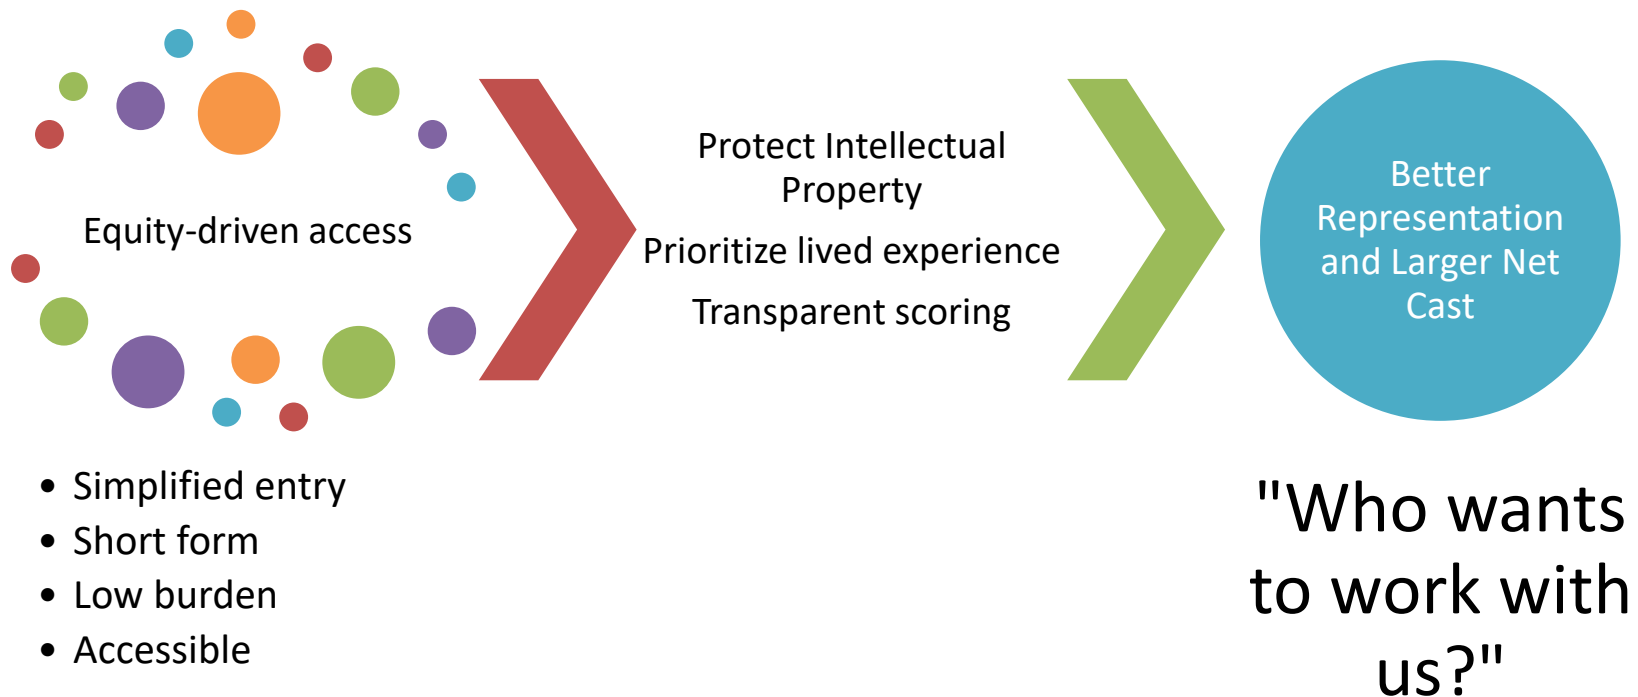 Equity-driven access
Protect Intellectual
Property
Prioritize lived experience
Transparent scoring
Better
Representation
and Larger Net
Cast
• Simplified entry
• Short form
• Low burden
• Accessible
"Who wants
to work with
us?"